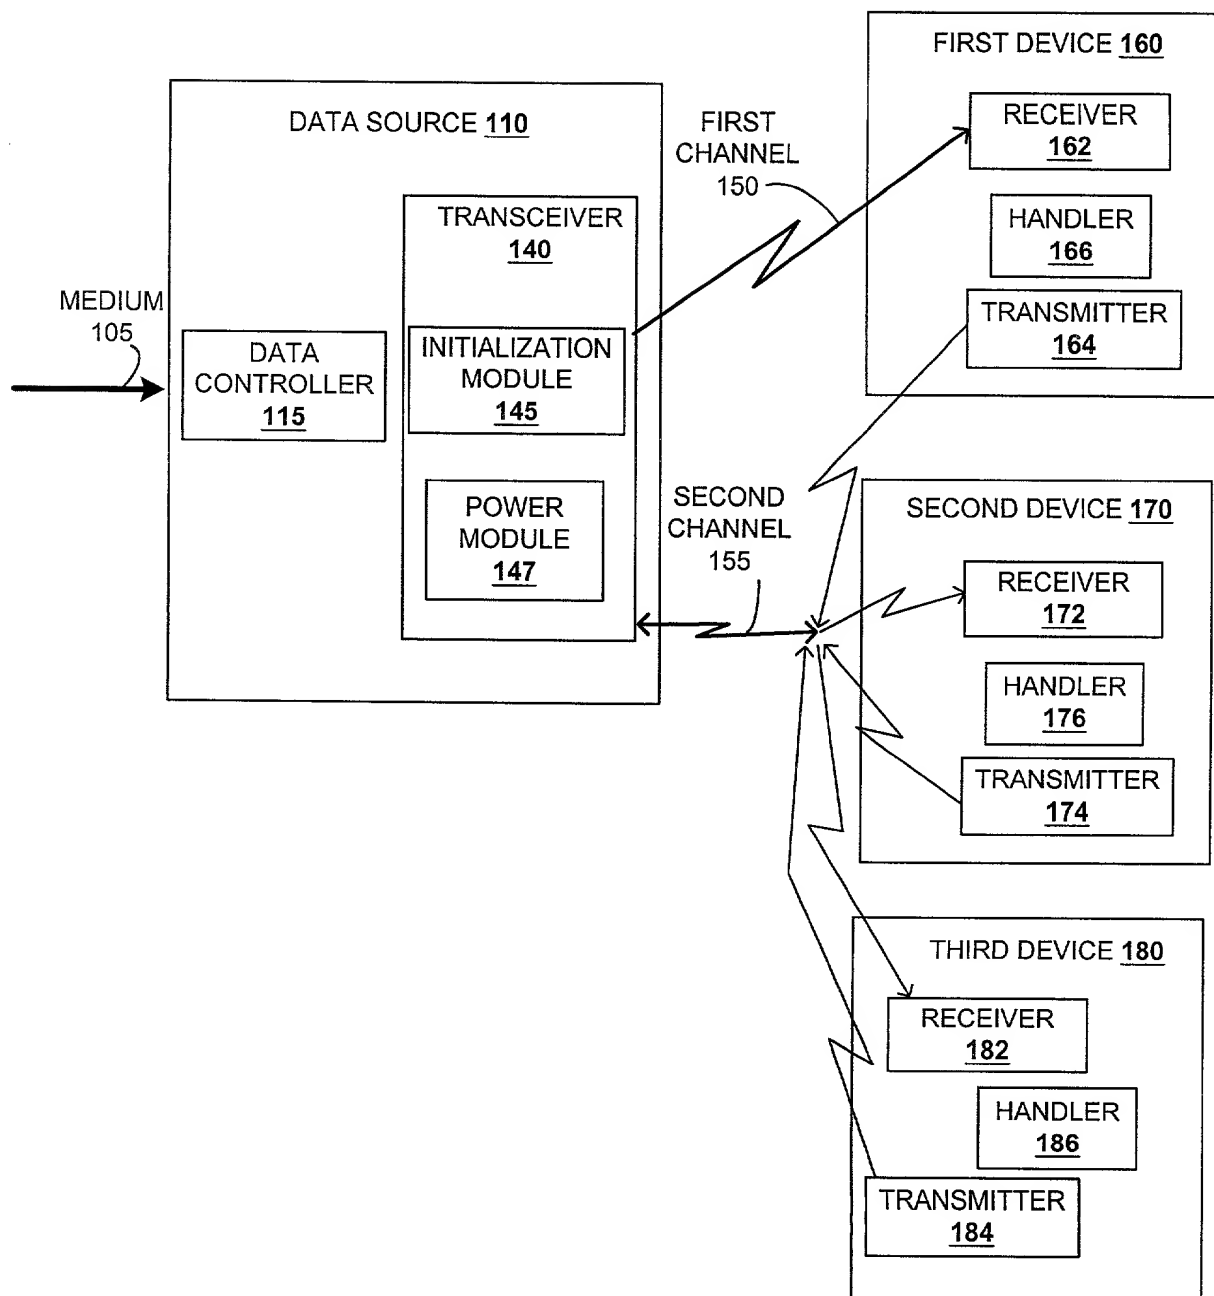 FIRST DEVICE 160
RECEIVER
162
HANDLER
166
TRANSMITTER
164
DATA SOURCE 110
FIRST
CHANNEL
150
TRANSCEIVER
140
MEDIUM
105
DATA
CONTROLLER
115
INITIALIZATION
MODULE
145
POWER
MODULE
147
SECOND
CHANNEL
155
SECOND DEVICE 170
RECEIVER
172
HANDLER
176
TRANSMITTER
174
THIRD DEVICE 180
RECEIVER
182
HANDLER
186
TRANSMITTER
184